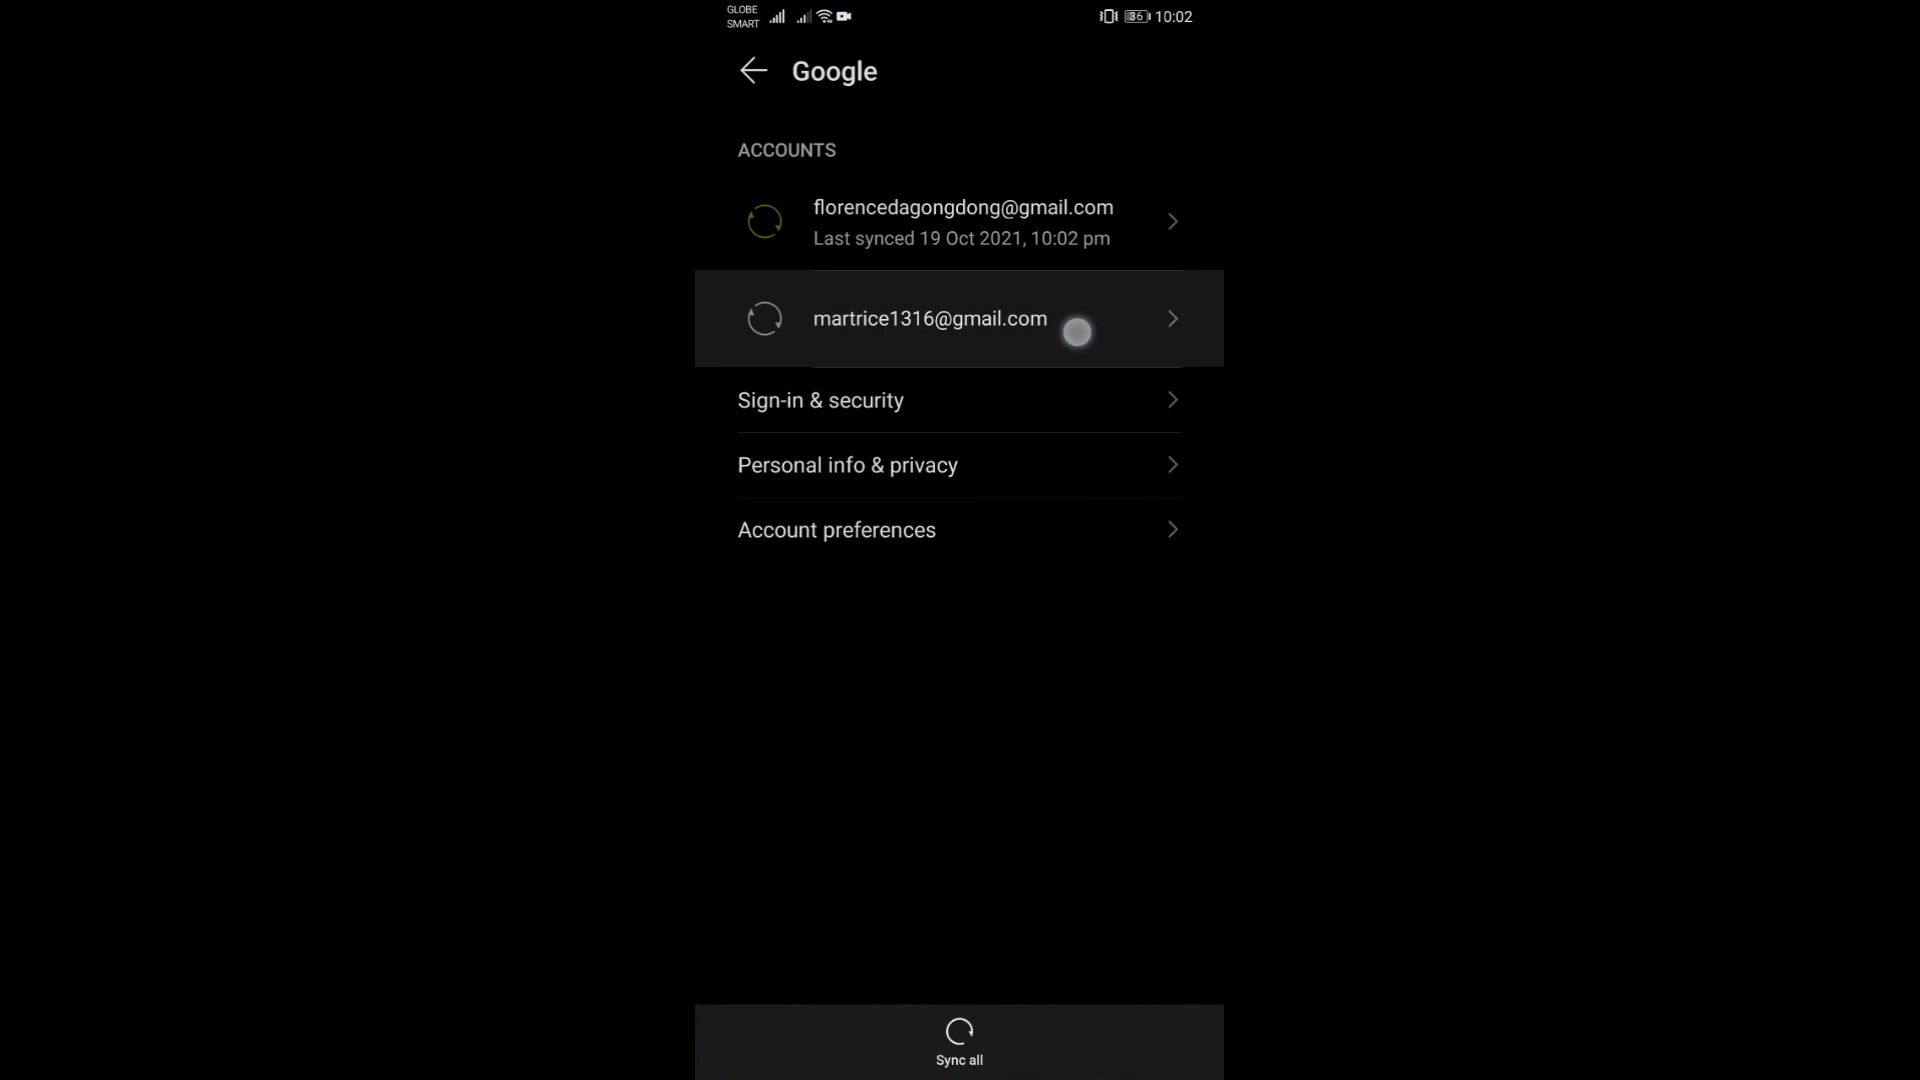 GLOBE
SMART
36 10:02
Google
ACCOUNTS
florencedagongdong@gmail.com
Last synced 19 Oct 2021, 10:02 pm
martrice1316@gmail.com
Sign-in & security
Personal info & privacy
Account preferences
Sync all